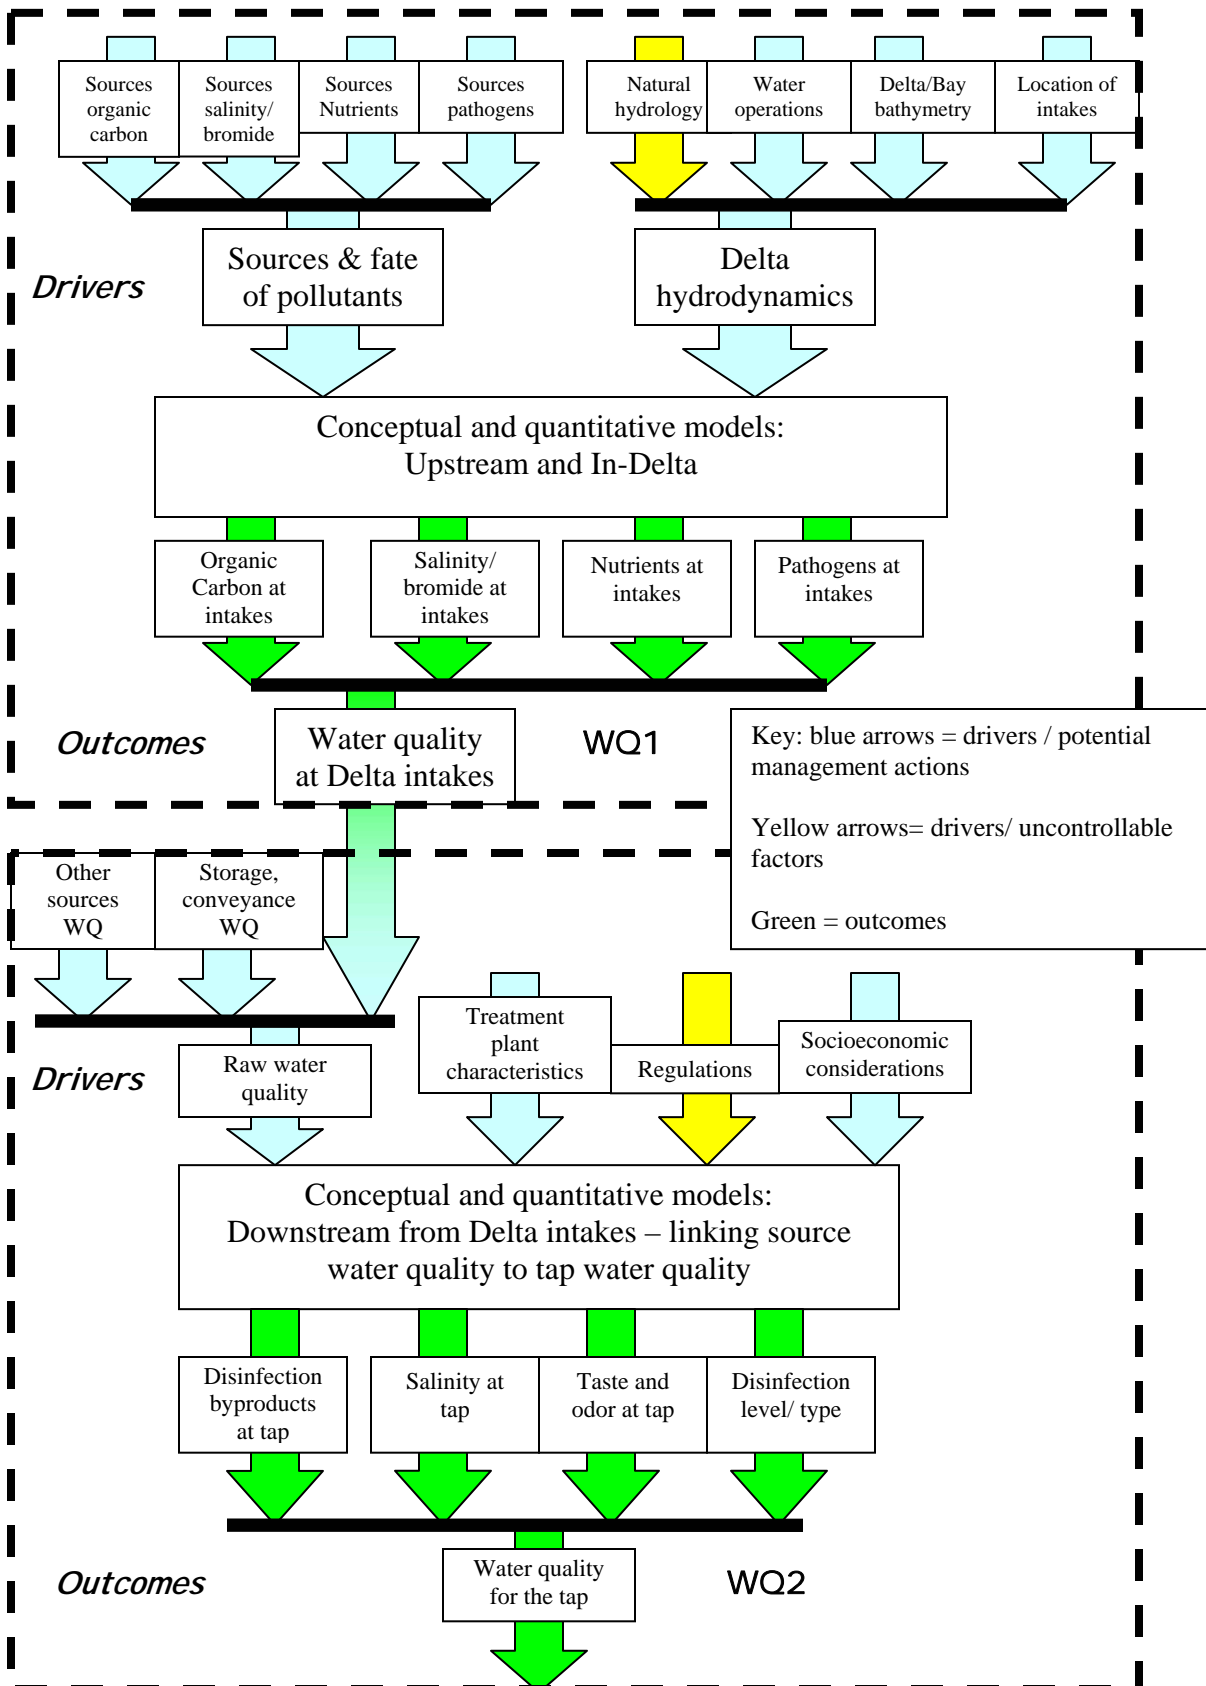 Sources
organic
carbon
Sources
salinity/
bromide
Sources
Nutrients
Sources
pathogens
Natural
hydrology
Water
operations
Delta/Bay
bathymetry
Location of
intakes
Drivers
Sources & fate
of pollutants
Delta
hydrodynamics
Conceptual and quantitative models:
Upstream and In-Delta
Organic
Carbon at
intakes
Salinity/
bromide at
intakes
Nutrients at
intakes
Pathogens at
intakes
Outcomes
Water quality
at Delta intakes
WQ1
Key: blue arrows = drivers / potential
management actions
Yellow arrows= drivers/ uncontrollable
factors
Green = outcomes
Other
sources
WQ
Storage,
conveyance
WQ
Drivers
Raw water
quality
Treatment
plant
characteristics
Regulations
Socioeconomic
considerations
Conceptual and quantitative models:
Downstream from Delta intakes – linking source
water quality to tap water quality
Disinfection
byproducts
at tap
Salinity at
tap
Taste and
odor at tap
Disinfection
level/ type
Outcomes
Water quality
for the tap
WQ2